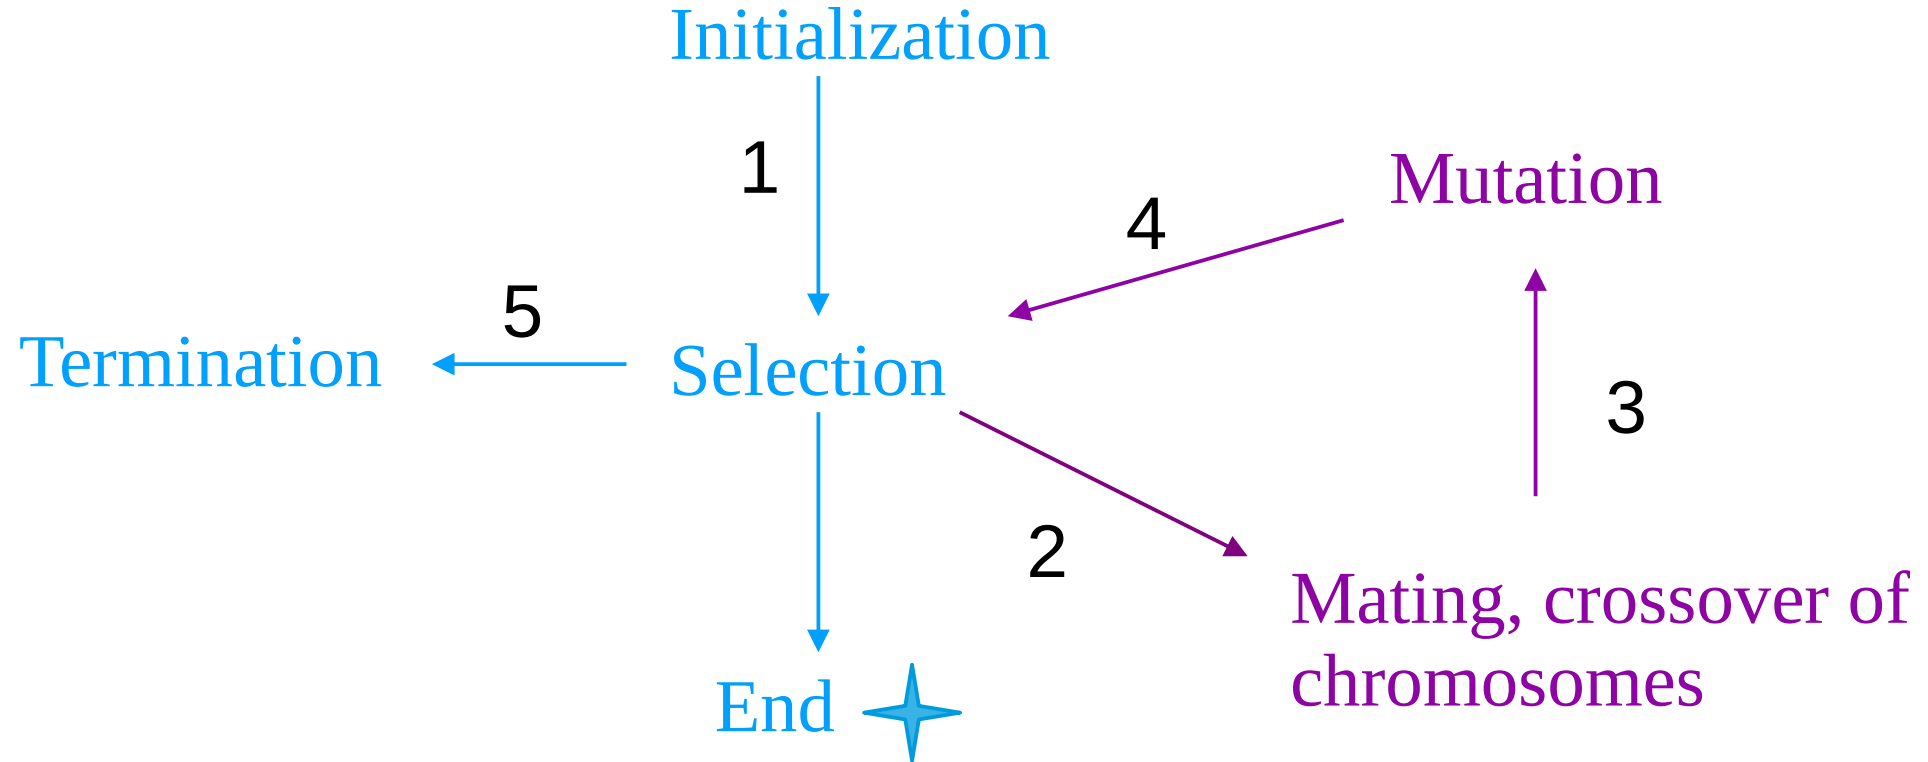 Initialization
1
Mutation
4
5
Termination
Selection
3
2
Mating, crossover of
chromosomes
End